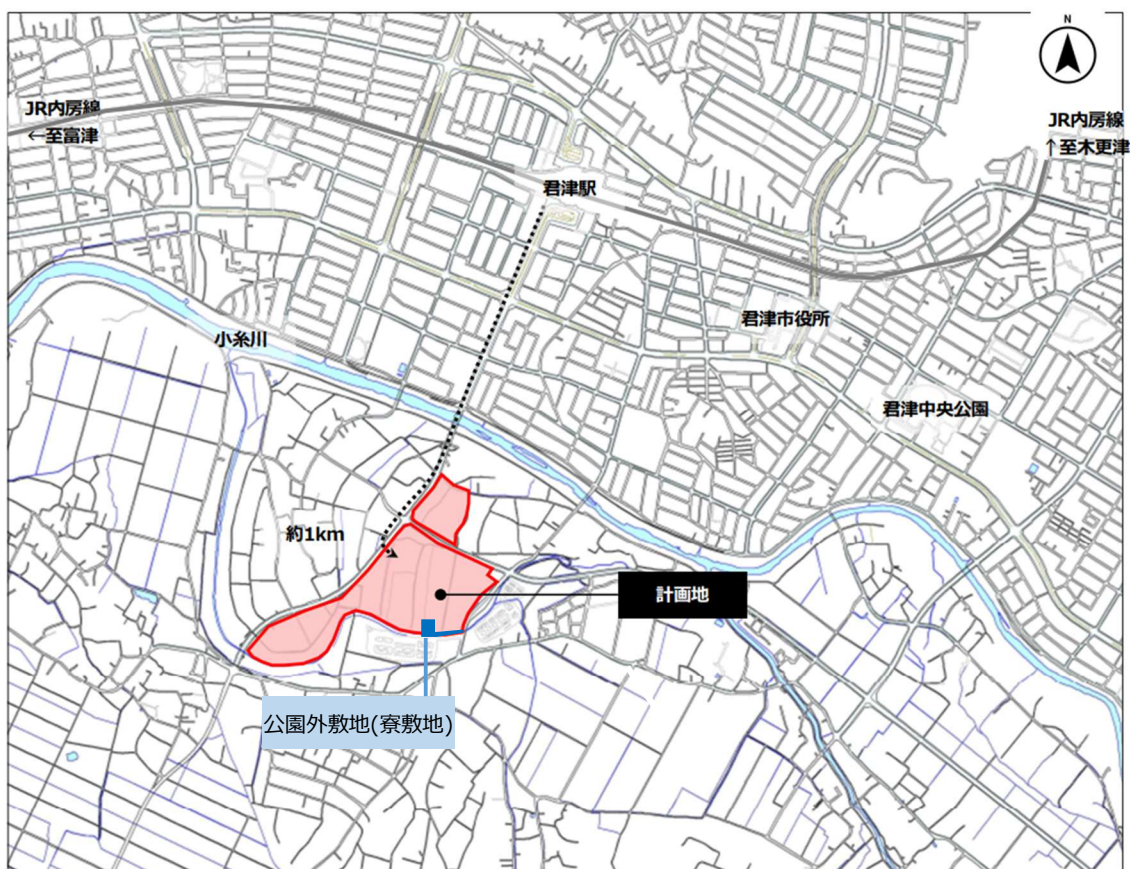 N
JR内房線
←至富津
JR内房線
↑至木更津
君津駅
君津市役所
小糸川
君津中央公園
約1km
計画地
公園外敷地(寮敷地)